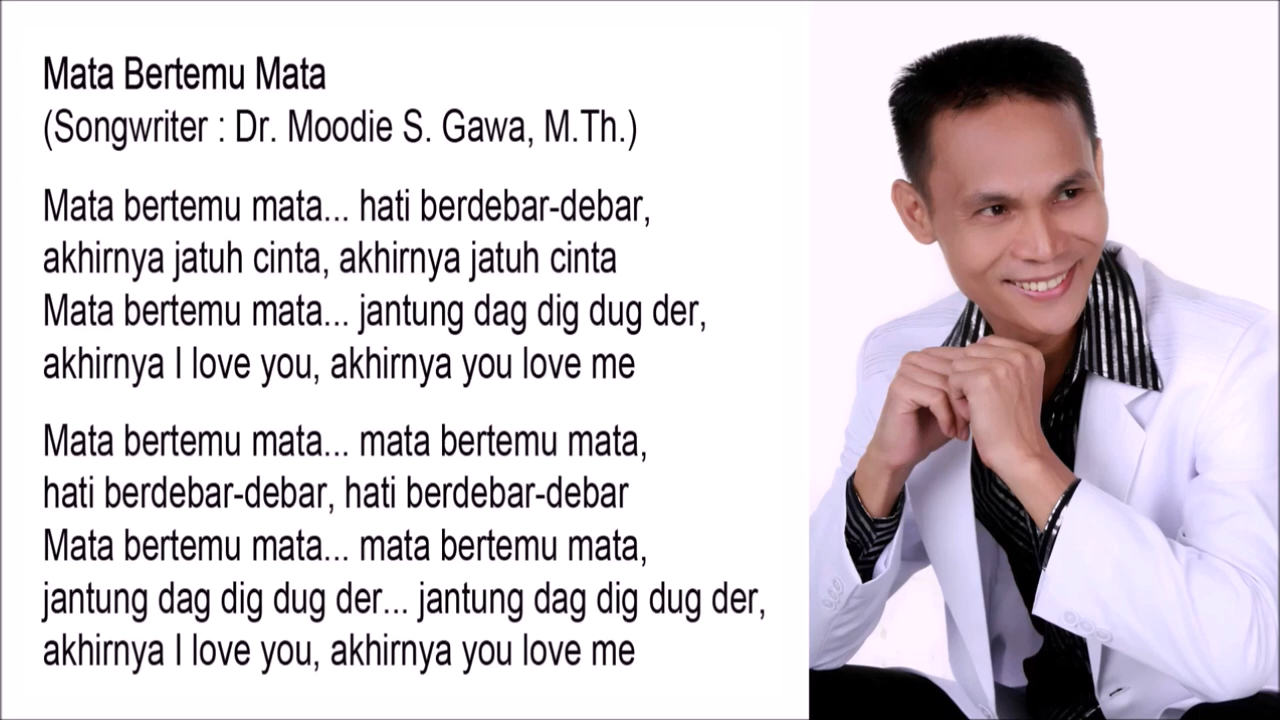 Mata Bertemu Mata
(Songwriter : Dr. Moodie S. Gawa, M.Th.)
Mata bertemu mata... hati berdebar-debar,
akhirnya jatuh cinta, akhirnya jatuh cinta
Mata bertemu mata... jantung dag dig dug der,
akhirnya I love you, akhirnya you love me
Mata bertemu mata... mata bertemu mata,
hati berdebar-debar, hati berdebar-debar
Mata bertemu mata... mata bertemu mata,
jantung dag dig dug der... jantung dag dig dug der,
akhirnya I love you, akhirnya you love me